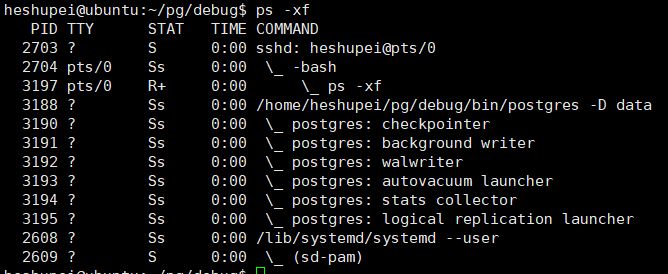 heshupei@ubuntu:~/pg/debug$ ps -xf
    PID TTY      STAT   TIME COMMAND
   2703 ?        S      0:00 sshd: heshupei@pts/0
   2704 pts/0    Ss     0:00  \_ -bash
   3197 pts/0    R+     0:00      \_ ps -xf
   3188 ?        Ss     0:00 /home/heshupei/pg/debug/bin/postgres -D data
   3190 ?        Ss     0:00  \_ postgres: checkpointer
   3191 ?        Ss     0:00  \_ postgres: background writer
   3192 ?        Ss     0:00  \_ postgres: walwriter
   3193 ?        Ss     0:00  \_ postgres: autovacuum launcher
   3194 ?        Ss     0:00  \_ postgres: stats collector
   3195 ?        Ss     0:00  \_ postgres: logical replication launcher
   2608 ?        Ss     0:00 /lib/systemd/systemd --user
   2609 ?        S      0:00  \_ (sd-pam)
heshupei@ubuntu:~/pg/debug$